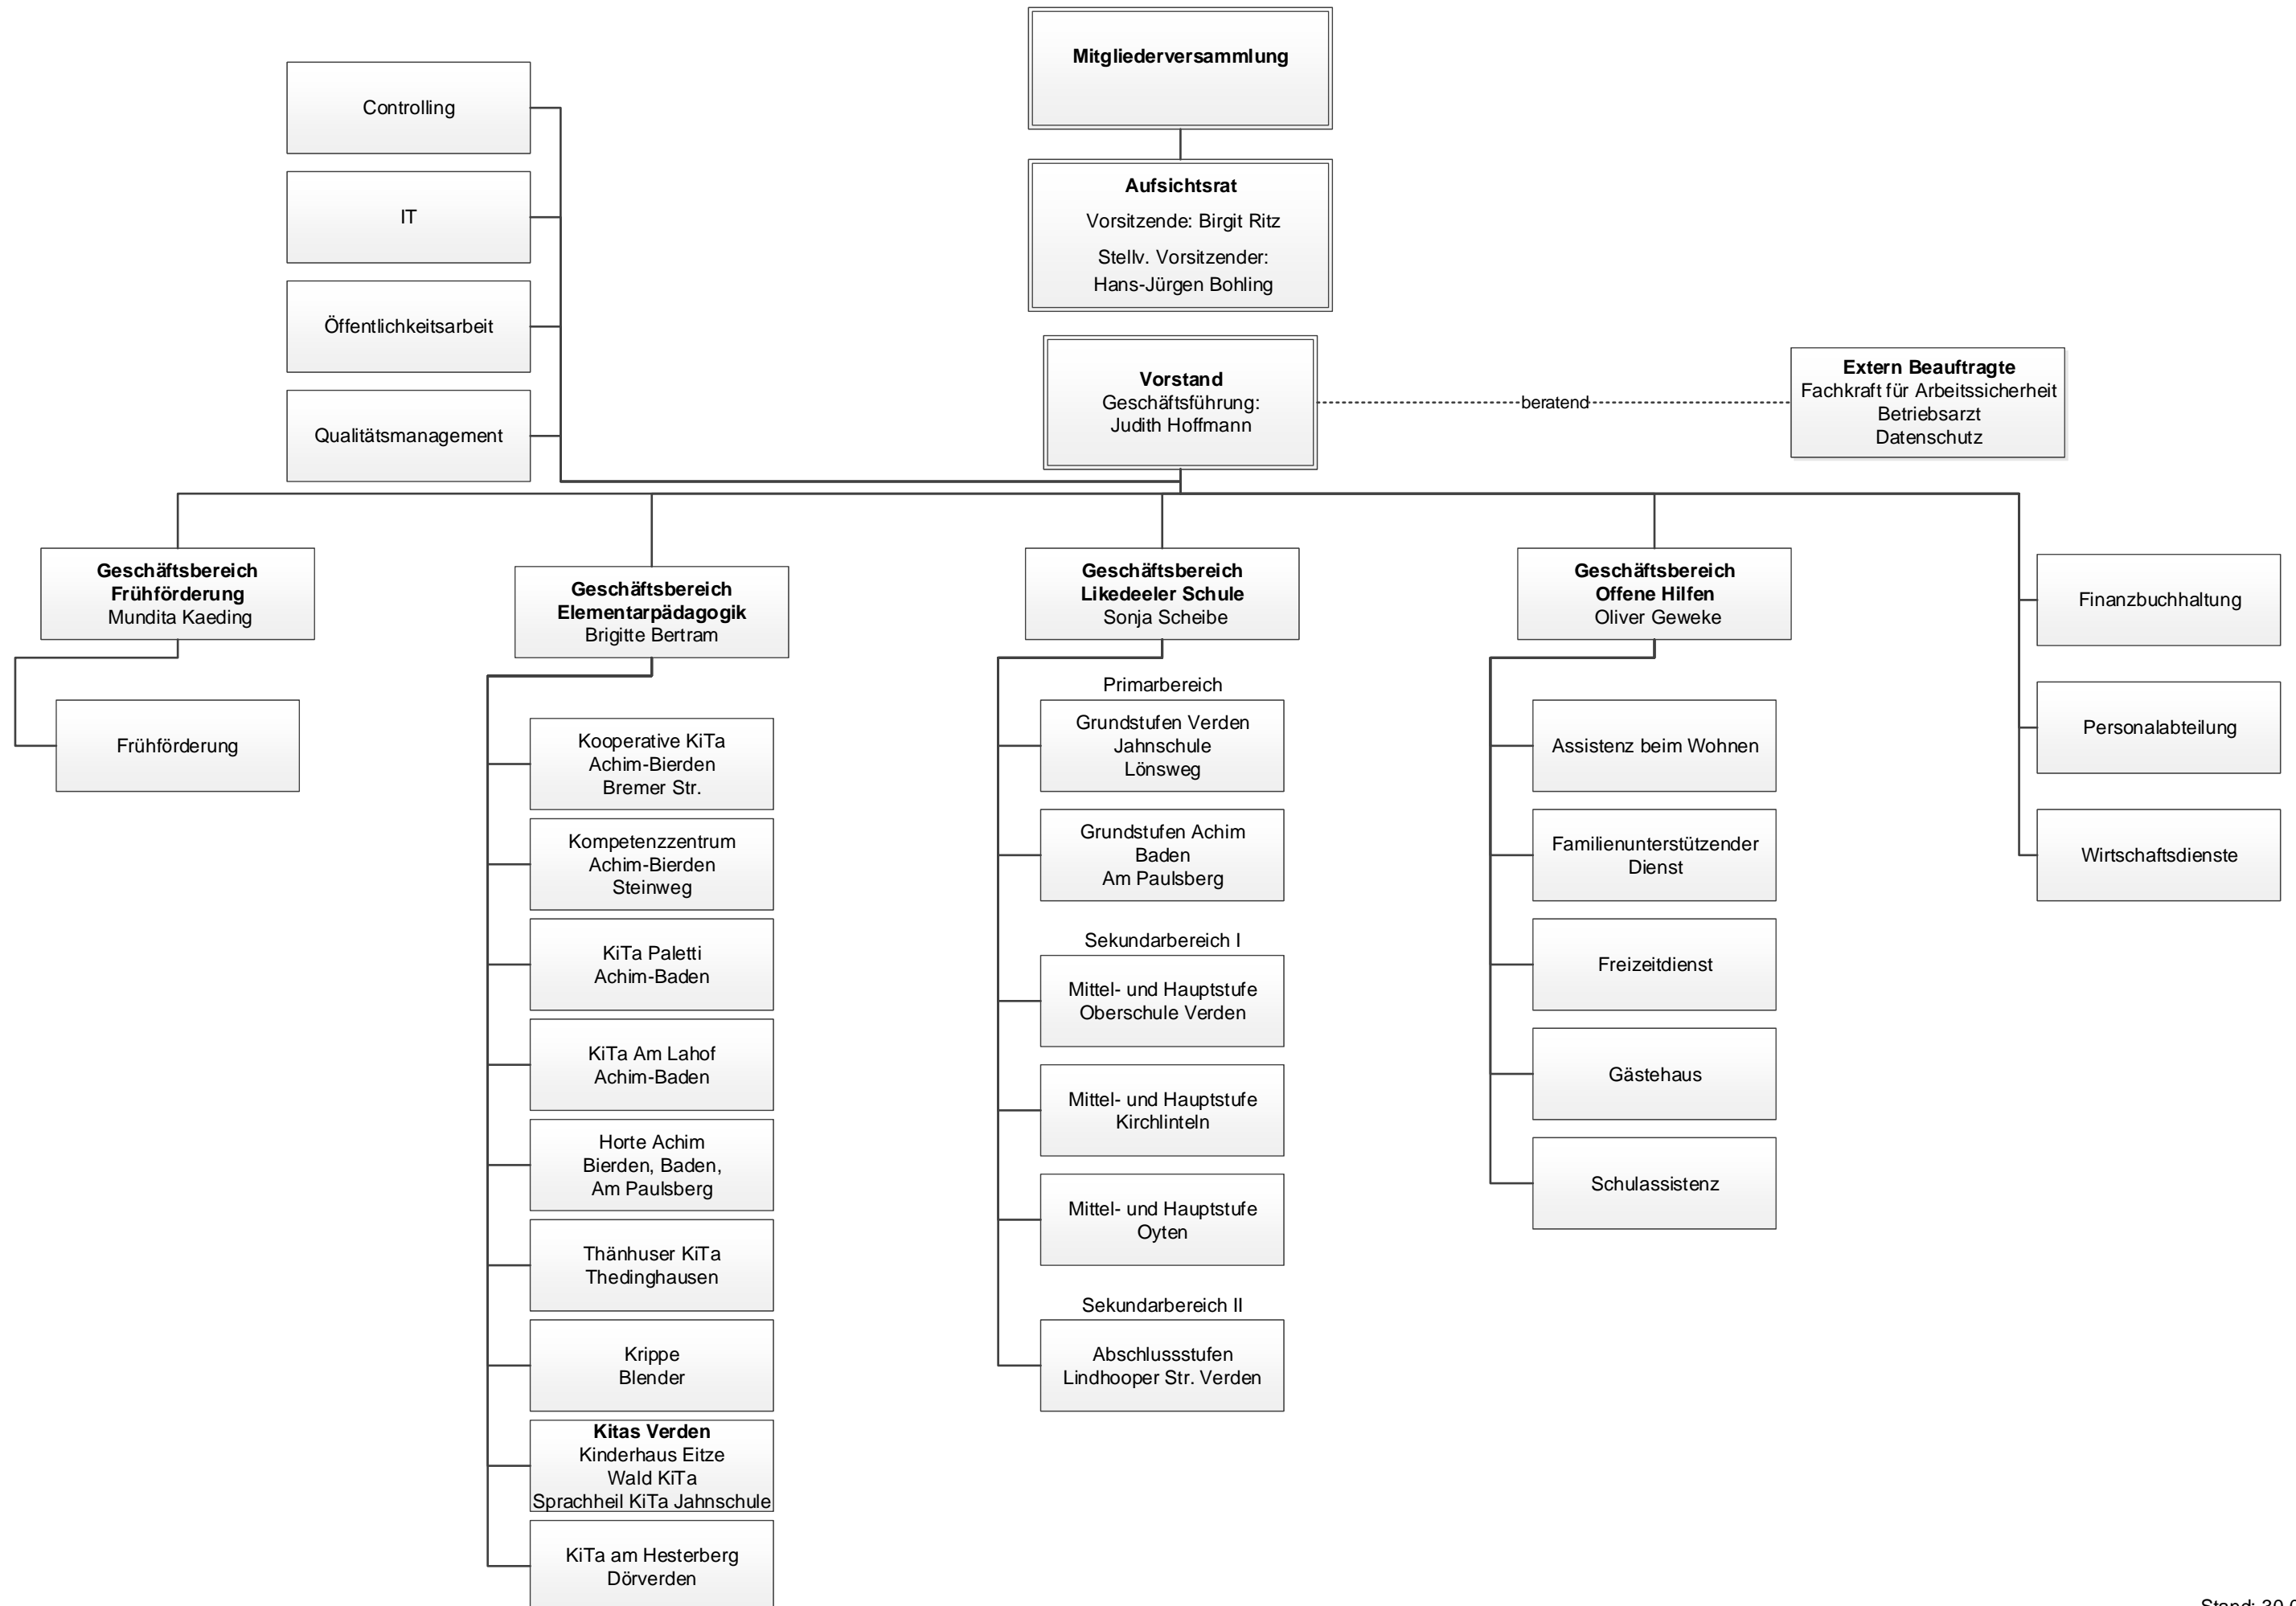 Mitgliederversammlung
Controlling
IT
Öffentlichkeitsarbeit
Qualitätsmanagement
Aufsichtsrat
Vorsitzende: Birgit Ritz
Stellv. Vorsitzender:
Hans-Jürgen Bohling
Vorstand
Geschäftsführung:
Judith Hoffmann
beratend
Extern Beauftragte
Fachkraft für Arbeitssicherheit
Betriebsarzt
Datenschutz
Geschäftsbereich
Frühförderung
Mundita Kaeding
Frühförderung
Geschäftsbereich
Elementarpädagogik
Brigitte Bertram
Kooperative KiTa
Achim-Bierden
Bremer Str.
Kompetenzzentrum
Achim-Bierden
Steinweg
KiTa Paletti
Achim-Baden
KiTa Am Lahof
Achim-Baden
Horte Achim
Bierden, Baden,
Am Paulsberg
Thänhuser KiTa
Thedinghausen
Krippe
Blender
Kitas Verden
Kinderhaus Eitze
Wald KiTa
Sprachheil KiTa Jahnschule
KiTa am Hesterberg
Dörverden
Geschäftsbereich
Likedeeler Schule
Sonja Scheibe
Primarbereich
Grundstufen Verden
Jahnschule
Lönsweg
Grundstufen Achim
Baden
Am Paulsberg
Sekundarbereich I
Mittel- und Hauptstufe
Oberschule Verden
Mittel- und Hauptstufe
Kirchlinteln
Mittel- und Hauptstufe
Oyten
Sekundarbereich II
Abschlussstufen
Lindhooper Str. Verden
Geschäftsbereich
Offene Hilfen
Oliver Geweke
Assistenz beim Wohnen
Familienunterstützender
Dienst
Freizeitdienst
Gästehaus
Schulassistenz
Finanzbuchhaltung
Personalabteilung
Wirtschaftsdienste
Stand: